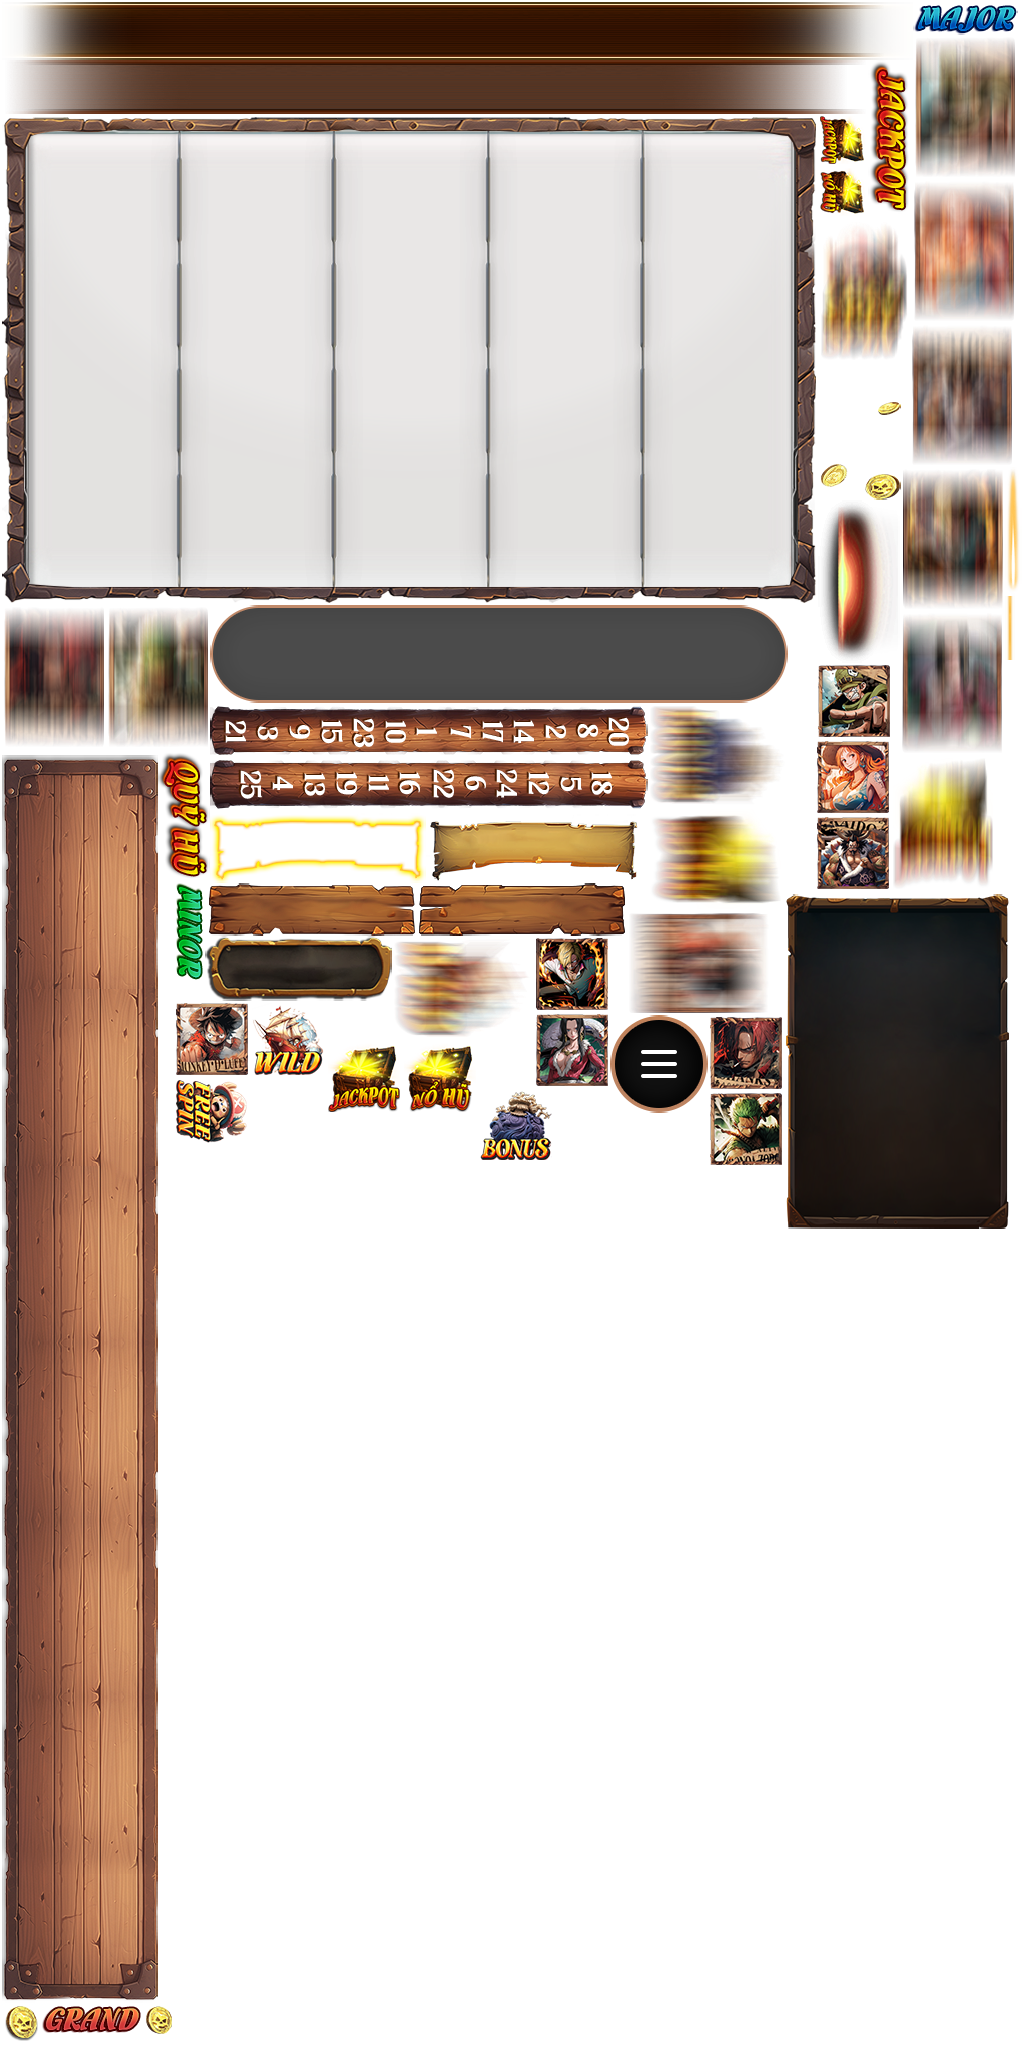 MAJOR
JACKPOT
JACKPOT
NỔ HŨ
21 3 9 15 23 10 1 7 17 14 2 8 20
25 4 13 19 11 16 22 6 24 12 5 18
QUỸ HŨ
MINOR
MONKEY·D·LUFFY
WILD
JACKPOT
NỔ HŨ
FREE
SPIN
BONUS
GRAND